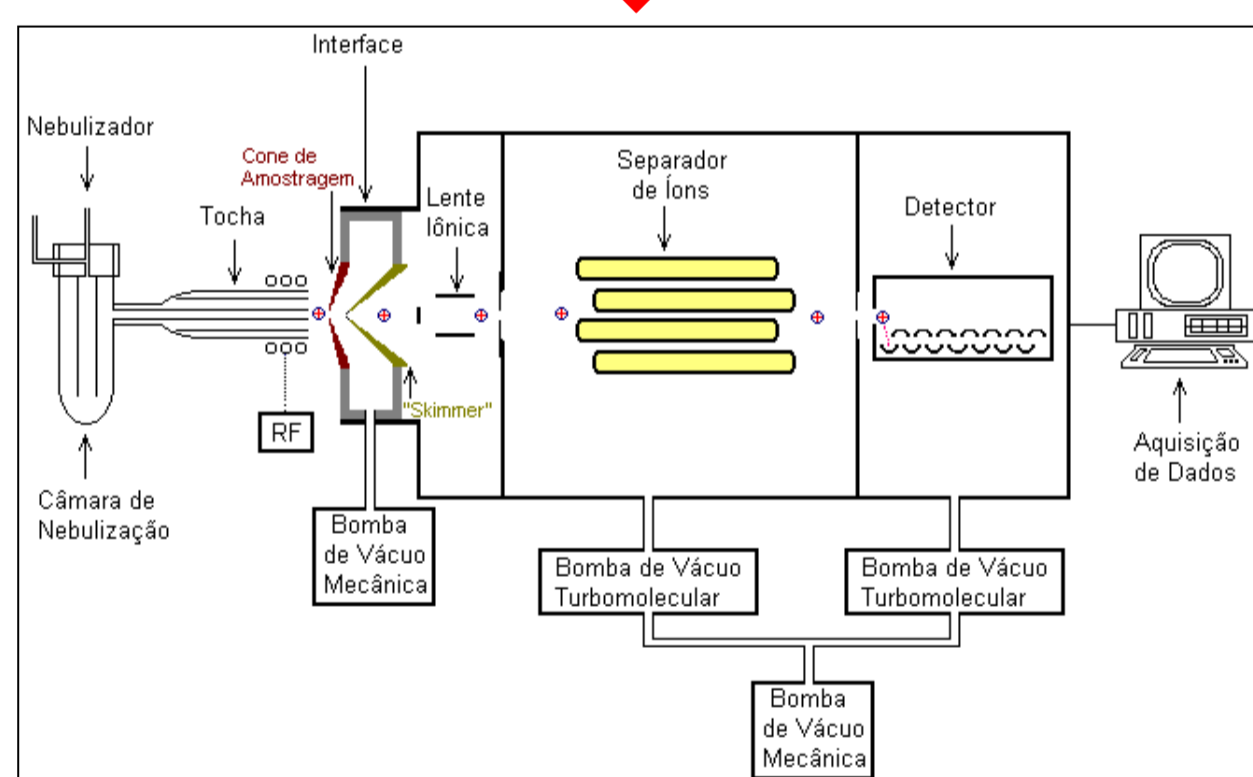 Interface
Nebulizador
Cone de
Amostragem
Tocha
Lente
Iônica
Separador
de Íons
Detector
RF
"Skimmer"
Câmara de
Nebulização
Aquisição
de Dados
Bomba
de Vácuo
Mecânica
Bomba de Vácuo
Turbomolecular
Bomba de Vácuo
Turbomolecular
Bomba
de Vácuo
Mecânica